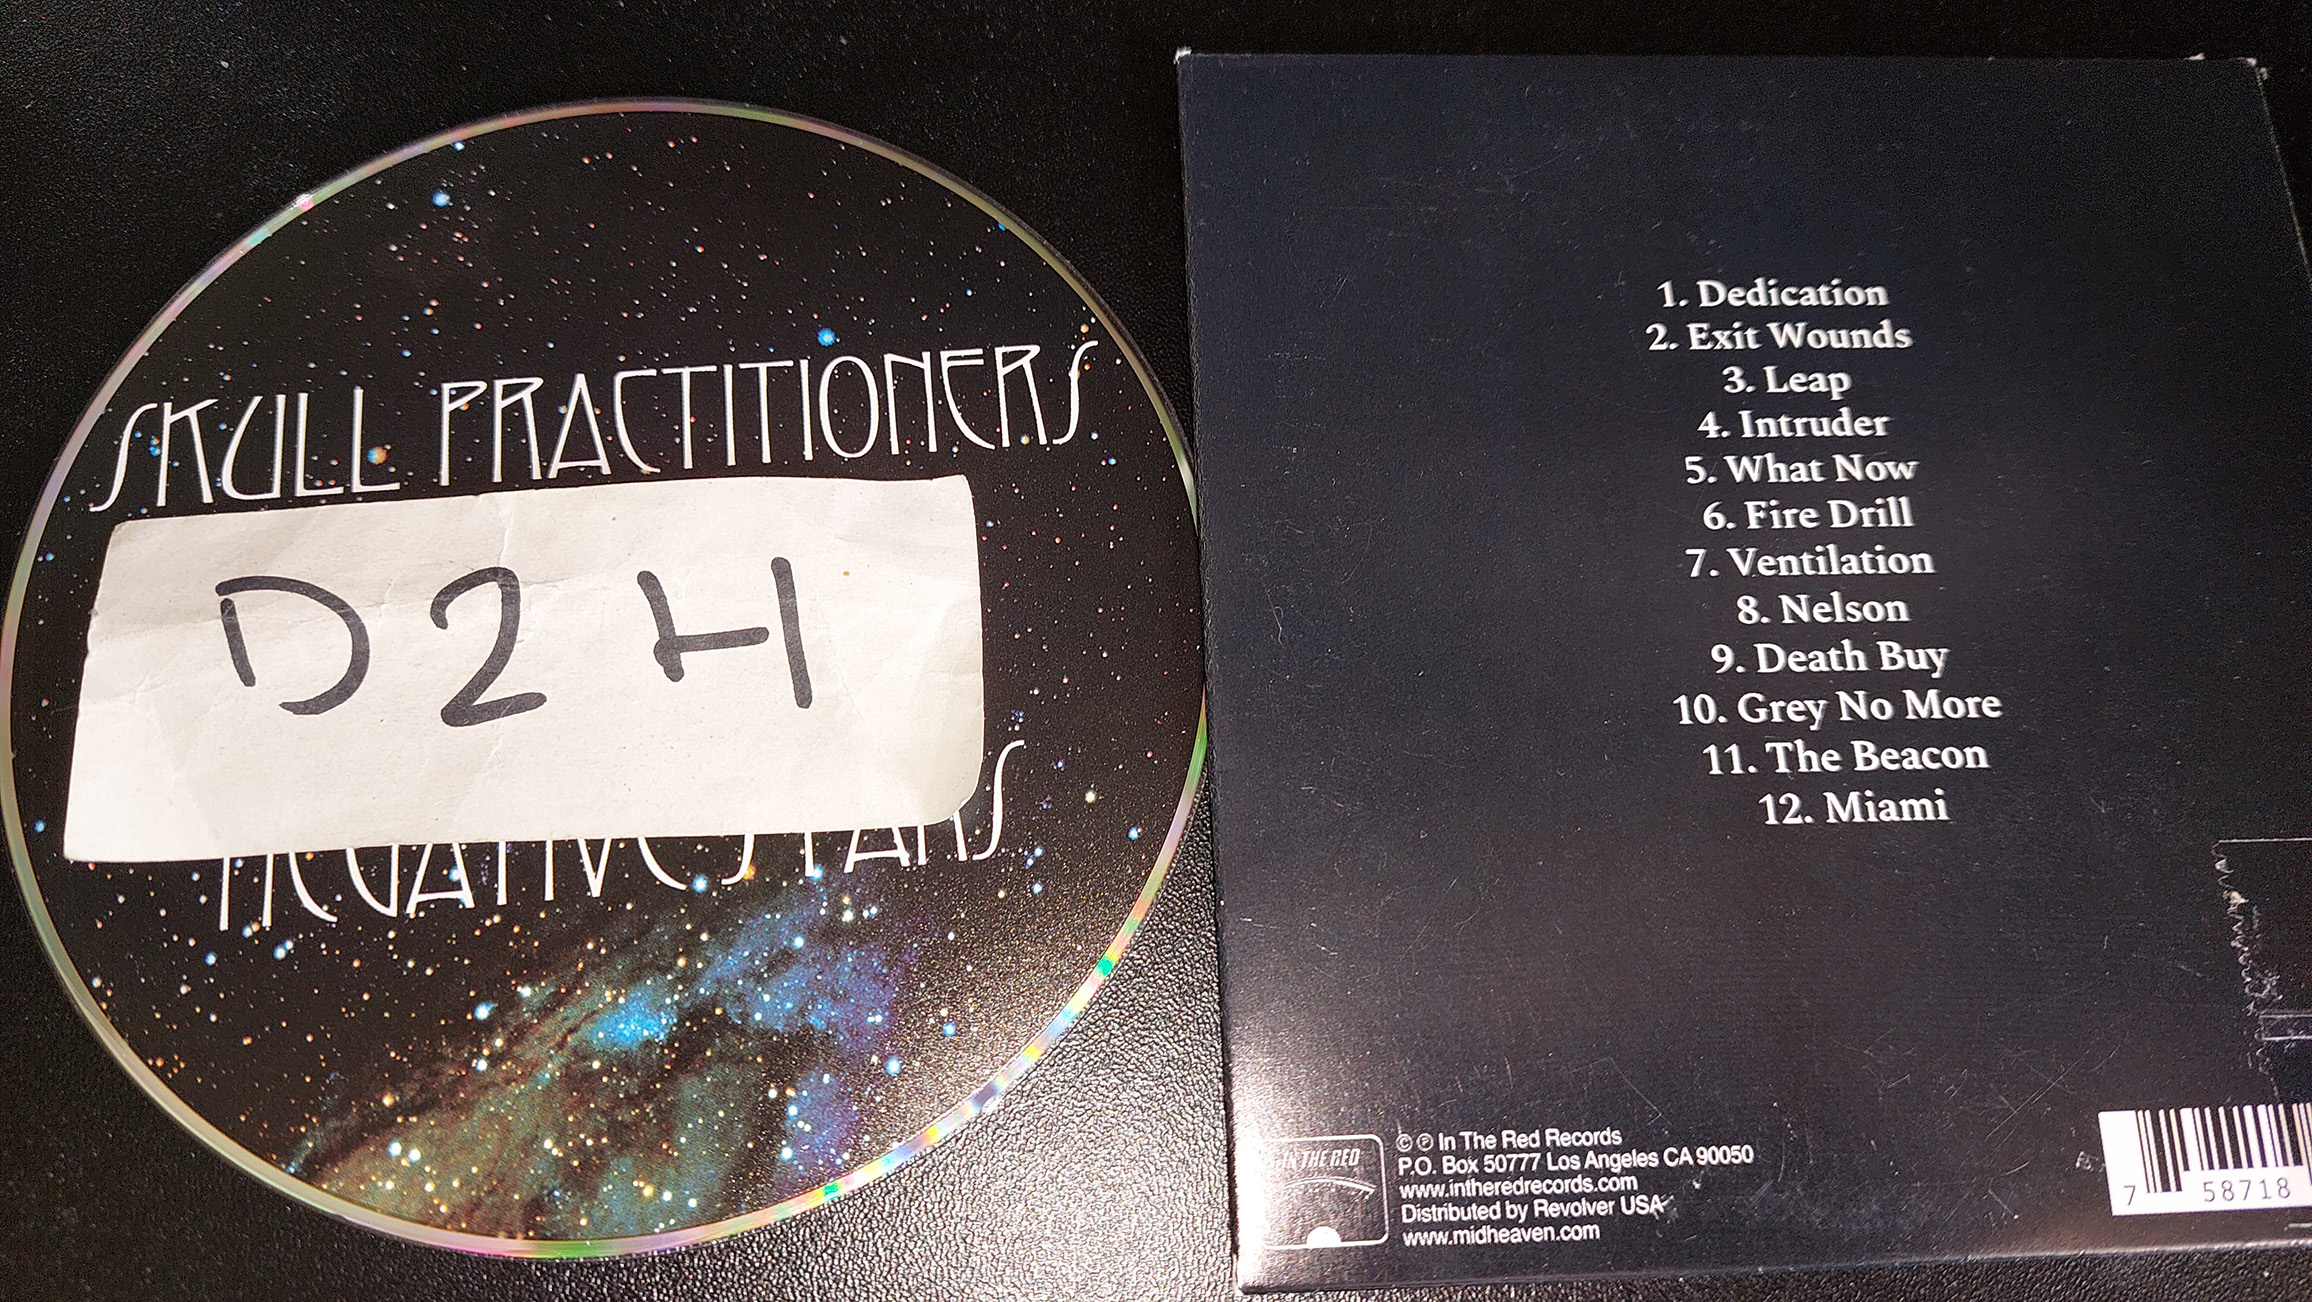 SKULL PRACTITIONERS
D2H
NEGATIVE STARS
1. Dedication
2. Exit Wounds
3. Leap
4. Intruder
5. What Now
6. Fire Drill
7. Ventilation
8. Nelson
9. Death Buy
10. Grey No More
11. The Beacon
12. Miami
IN THE RED
© ℗ In The Red Records
P.O. Box 50777 Los Angeles CA 90050
www.intheredrecords.com
Distributed by Revolver USA
www.midheaven.com
7 58718